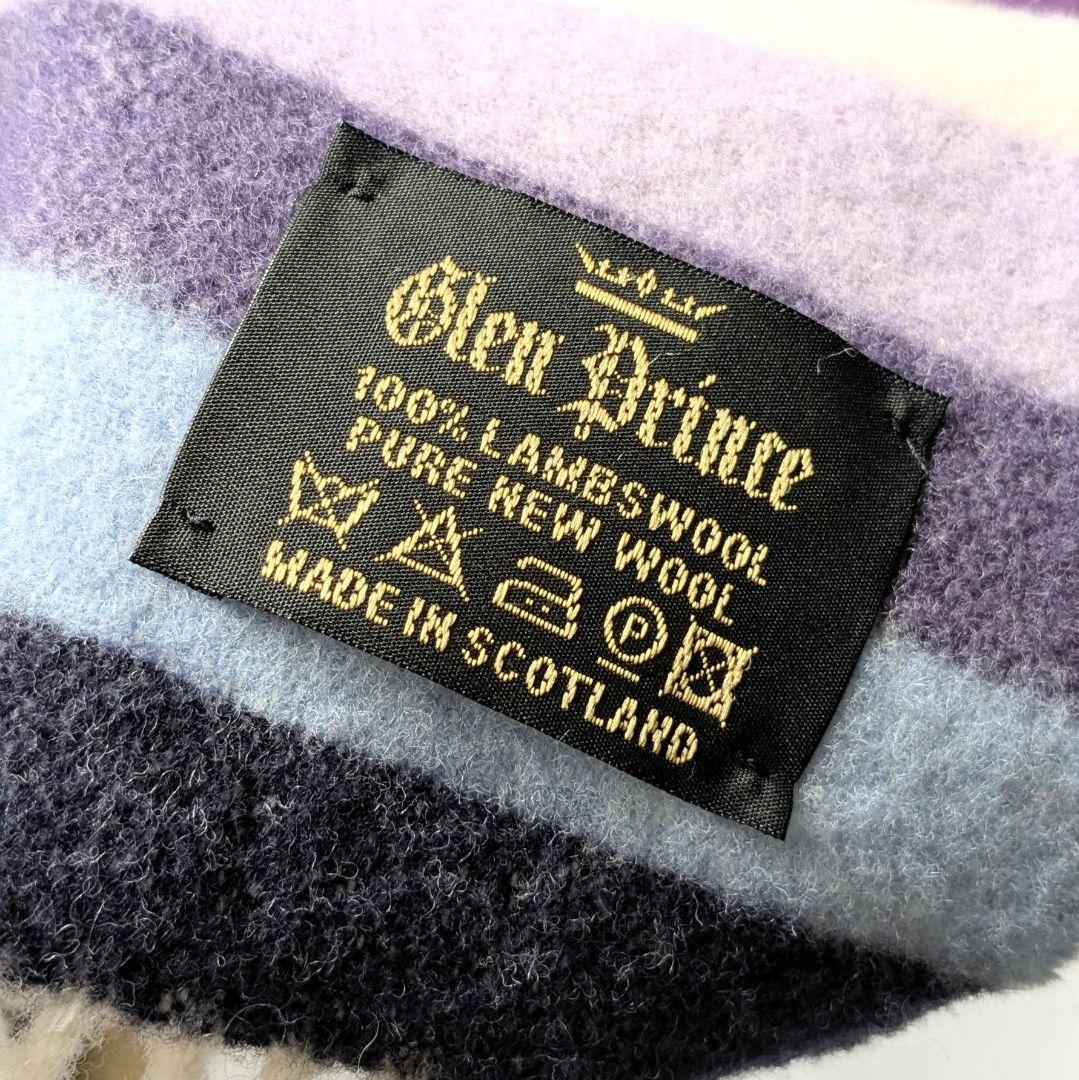 Glen Prince
100% LAMBSWOOL
PURE NEW WOOL
P
MADE IN SCOTLAND